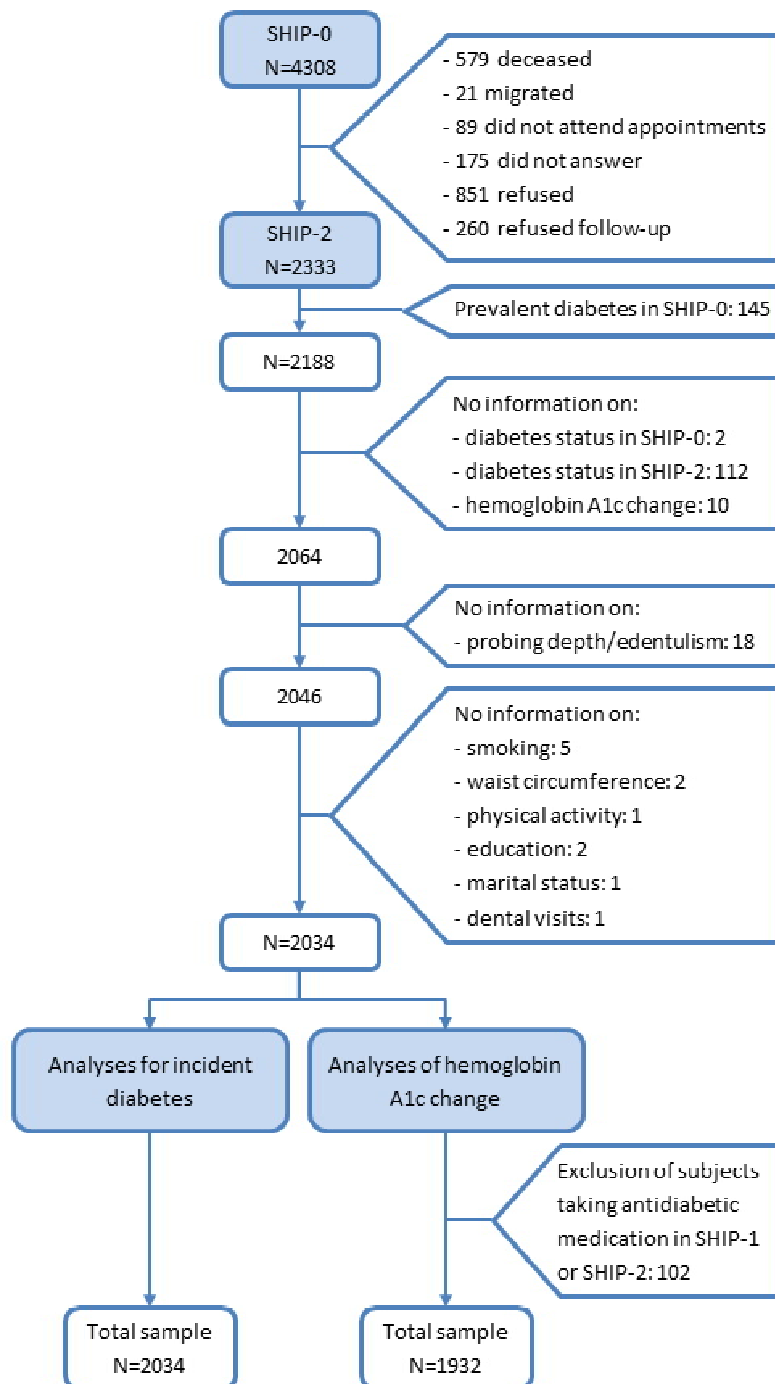 SHIP-0
N=4308
- 579 deceased
- 21 migrated
- 89 did not attend appointments
- 175 did not answer
- 851 refused
- 260 refused follow-up
SHIP-2
N=2333
Prevalent diabetes in SHIP-0: 145
N=2188
No information on:
- diabetes status in SHIP-0: 2
- diabetes status in SHIP-2: 112
- hemoglobin A1c change: 10
2064
No information on:
- probing depth/edentulism: 18
2046
No information on:
- smoking: 5
- waist circumference: 2
- physical activity: 1
- education: 2
- marital status: 1
- dental visits: 1
N=2034
Analyses for incident
diabetes
Analyses of hemoglobin
A1c change
Exclusion of subjects
taking antidiabetic
medication in SHIP-1
or SHIP-2: 102
Total sample
N=2034
Total sample
N=1932